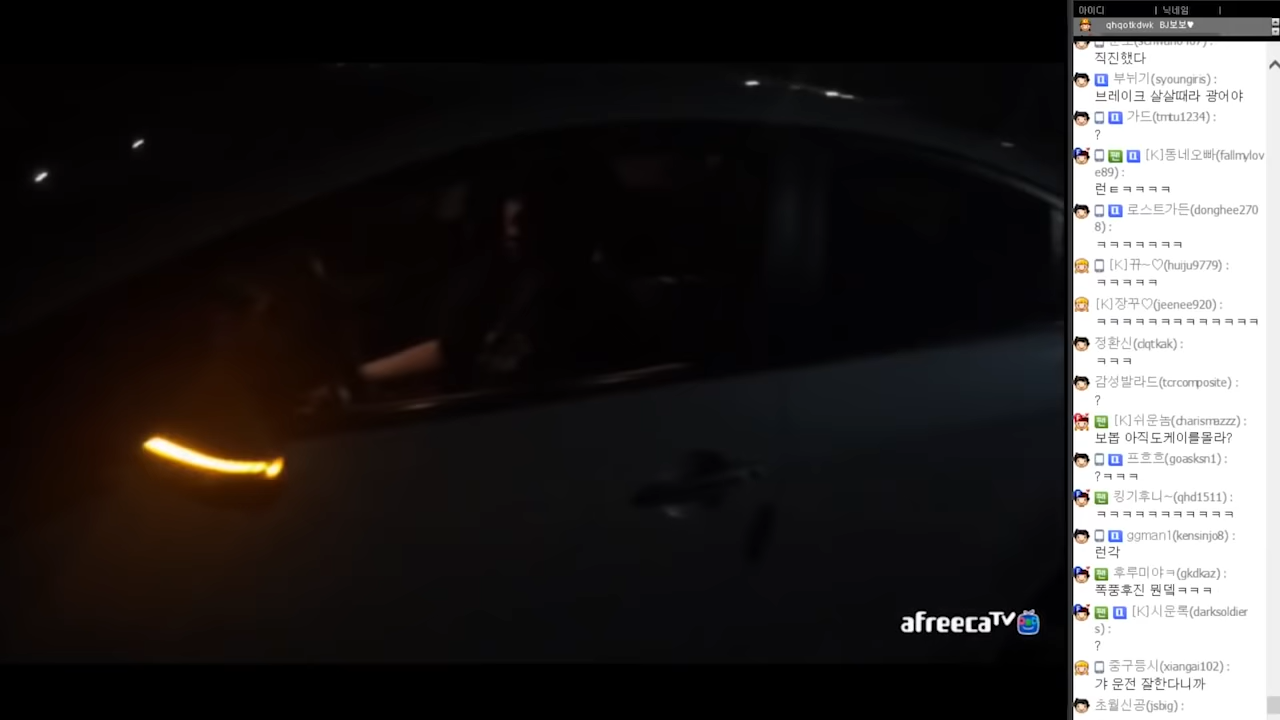 아이디 | 닉네임 |
ghqotkdwk BJ보보♥
직진했다
부뉘기(syoungiris) :
브레이크 살살때라 광어야
가드(tmtu1234) :
?
[K]동네오빠(fallmylov
e89) :
런ㅌㅋㅋㅋㅋ
로스트가든(donghee270
8) :
ㅋㅋㅋㅋㅋㅋㅋ
[K]뀨~♡(huiju9779) :
ㅋㅋㅋㅋㅋ
[K]장꾸♡(jeenee920) :
ㅋㅋㅋㅋㅋㅋㅋㅋㅋㅋㅋㅋㅋ
정환신(clqtkak) :
ㅋㅋㅋ
감성발라드(tcrcomposite) :
?
[K]쉬운놈(charismazzz) :
보봅 아직도케이를몰라?
프흐흐(goasksn1) :
?ㅋㅋㅋ
킹기후니~(qhd1511) :
ㅋㅋㅋㅋㅋㅋㅋㅋㅋㅋㅋ
ggman1(kensinjo8) :
런각
후루미야ㅋ(gkdkaz) :
폭풍후진 뭔뎈ㅋㅋㅋ
[K]시운록(darksoldier
s) :
?
중구등시(xiangai102) :
갸 운전 잘한다니까
초월신공(jsbig) :
afreecaTV